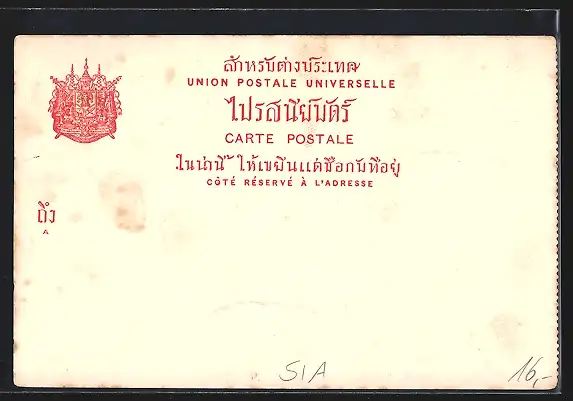 สำหรับต่างประเทศ
UNION POSTALE UNIVERSELLE
ไปรสนียบัตร์
CARTE POSTALE
ในน่านี้ ให้เขียนแต่ชื่อกับที่อยู่
CÔTÉ RÉSERVÉ À L'ADRESSE
ถึง
A
SIA
16,-